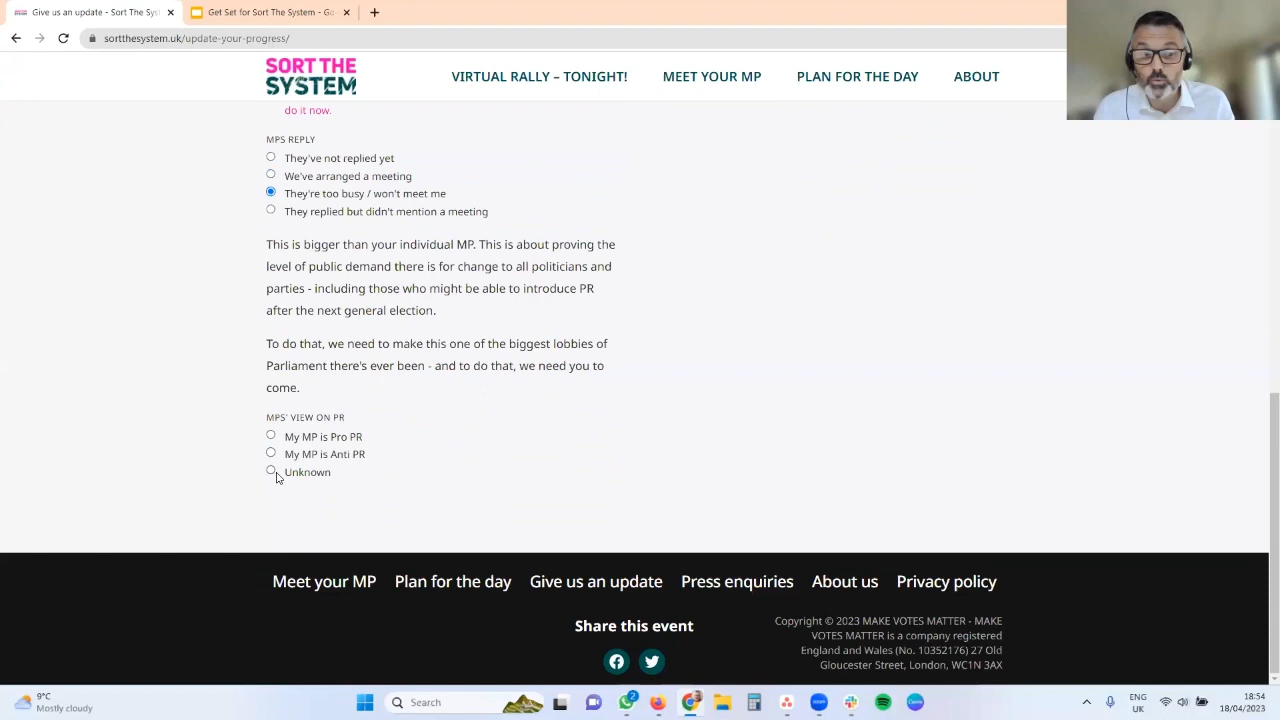 Give us an update - Sort The Sys
Get Set for Sort The System - Go
sortthesystem.uk/update-your-progress/
SORT THE
SYSTEM
VIRTUAL RALLY – TONIGHT!
MEET YOUR MP
PLAN FOR THE DAY
ABOUT
do it now.
MPS REPLY
They've not replied yet
We've arranged a meeting
They're too busy / won't meet me
They replied but didn't mention a meeting
This is bigger than your individual MP. This is about proving the
level of public demand there is for change to all politicians and
parties - including those who might be able to introduce PR
after the next general election.
To do that, we need to make this one of the biggest lobbies of
Parliament there's ever been - and to do that, we need you to
come.
MPS' VIEW ON PR
My MP is Pro PR
My MP is Anti PR
Unknown
Meet your MP
Plan for the day
Give us an update
Press enquiries
About us
Privacy policy
Share this event
Copyright © 2023 MAKE VOTES MATTER - MAKE
VOTES MATTER is a company registered
England and Wales (No. 10352176) 27 Old
Gloucester Street, London, WC1N 3AX
9°C
Mostly cloudy
Search
2
ENG
UK
18:54
18/04/2023